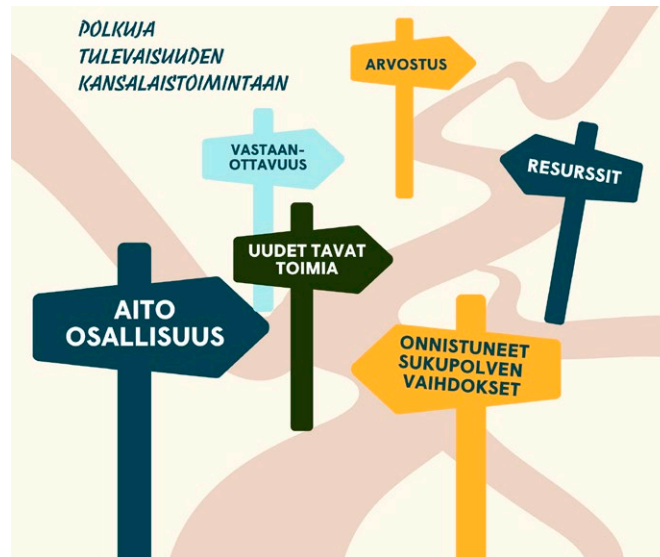 POLKUJA
TULEVAISUUDEN
KANSALAISTOIMINTAAN
ARVOSTUS
VASTAAN-
OTTAVUUS
RESURSSIT
UUDET TAVAT
TOIMIA
AITO
OSALLISUUS
ONNISTUNEET
SUKUPOLVEN
VAIHDOKSET